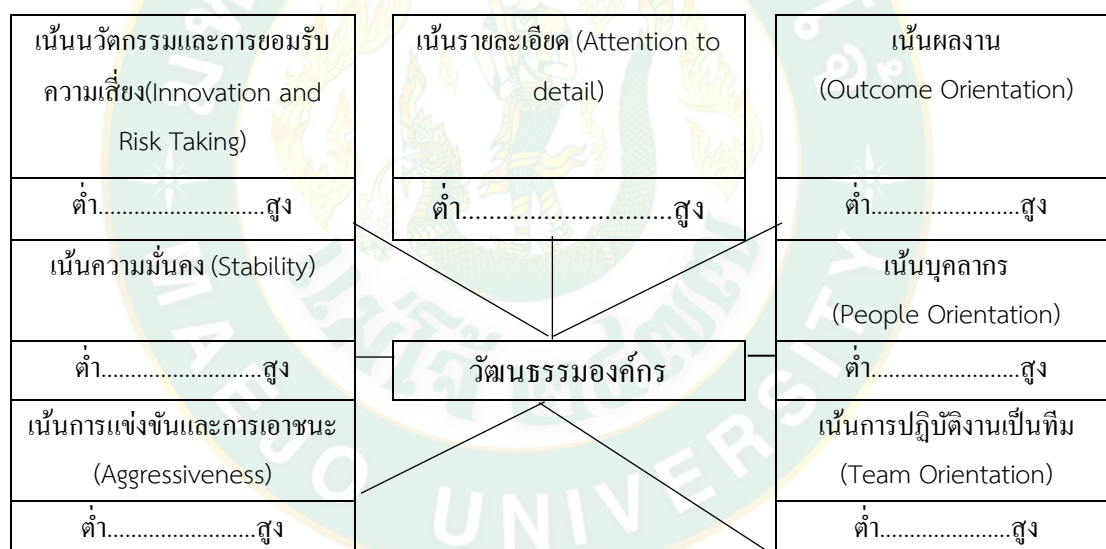 เน้นนวัตกรรมและการยอมรับ
ความเสี่ยง(Innovation and
Risk Taking)
ต่ำ............................สูง
เน้นรายละเอียด (Attention to
detail)
ต่ำ...............................สูง
เน้นผลงาน
(Outcome Orientation)
ต่ำ.........................สูง
เน้นความมั่นคง (Stability)
ต่ำ...........................สูง
วัฒนธรรมองค์กร
เน้นบุคลากร
(People Orientation)
ต่ำ.........................สูง
เน้นการแข่งขันและการเอาชนะ
(Aggressiveness)
ต่ำ.........................สูง
เน้นการปฏิบัติงานเป็นทีม
(Team Orientation)
ต่ำ......................สูง
MAEJO UNIVERSITY